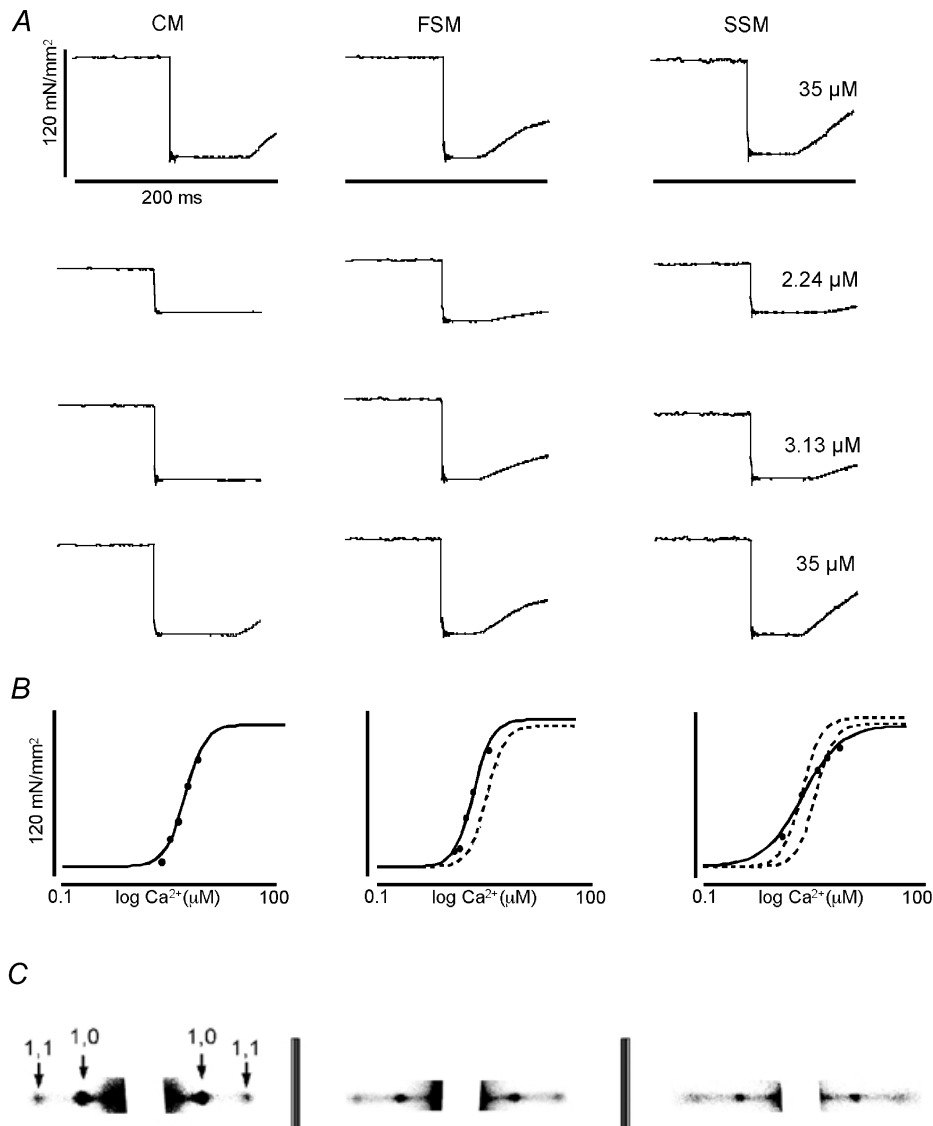 A
CM
FSM
SSM
120 mN/mm²
35 µM
200 ms
2.24 µM
3.13 µM
35 µM
B
120 mN/mm²
0.1
log Ca²⁺(µM)
100
0.1
log Ca²⁺(µM)
100
0.1
log Ca²⁺(µM)
100
C
1,1
1,0
1,0
1,1